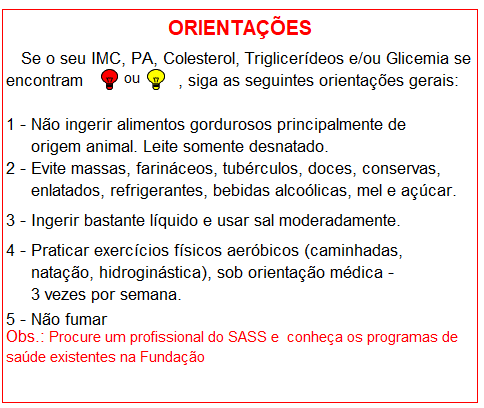 ORIENTAÇÕES
Se o seu IMC, PA, Colesterol, Triglicerídeos e/ou Glicemia se
encontram ou , siga as seguintes orientações gerais:
1 - Não ingerir alimentos gordurosos principalmente de
origem animal. Leite somente desnatado.
2 - Evite massas, farináceos, tubérculos, doces, conservas,
enlatados, refrigerantes, bebidas alcoólicas, mel e açúcar.
3 - Ingerir bastante líquido e usar sal moderadamente.
4 - Praticar exercícios físicos aeróbicos (caminhadas,
natação, hidroginástica), sob orientação médica -
3 vezes por semana.
5 - Não fumar
Obs.: Procure um profissional do SASS e conheça os programas de
saúde existentes na Fundação